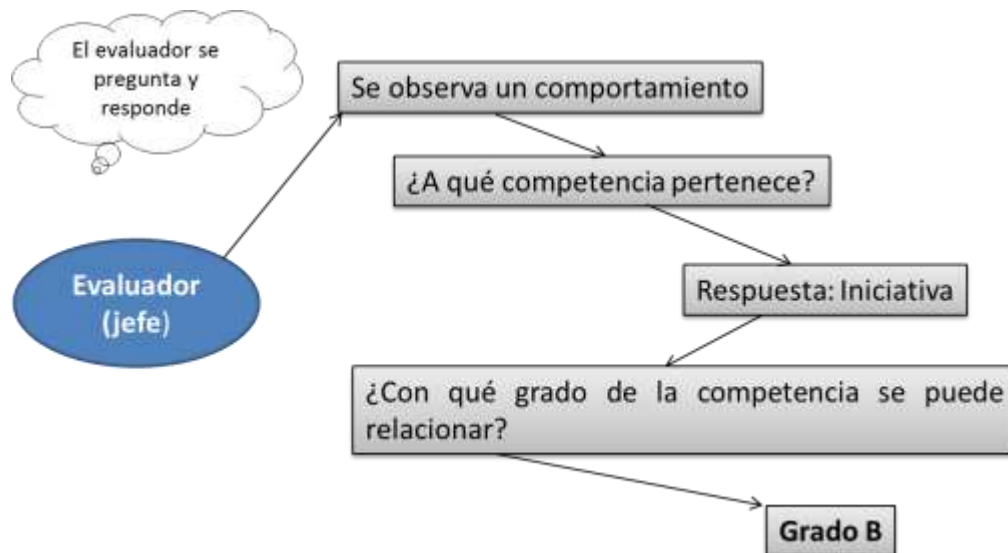 El evaluador se
pregunta y
responde
Se observa un comportamiento
¿A qué competencia pertenece?
Evaluador
(jefe)
Respuesta: Iniciativa
¿Con qué grado de la competencia se puede
relacionar?
Grado B